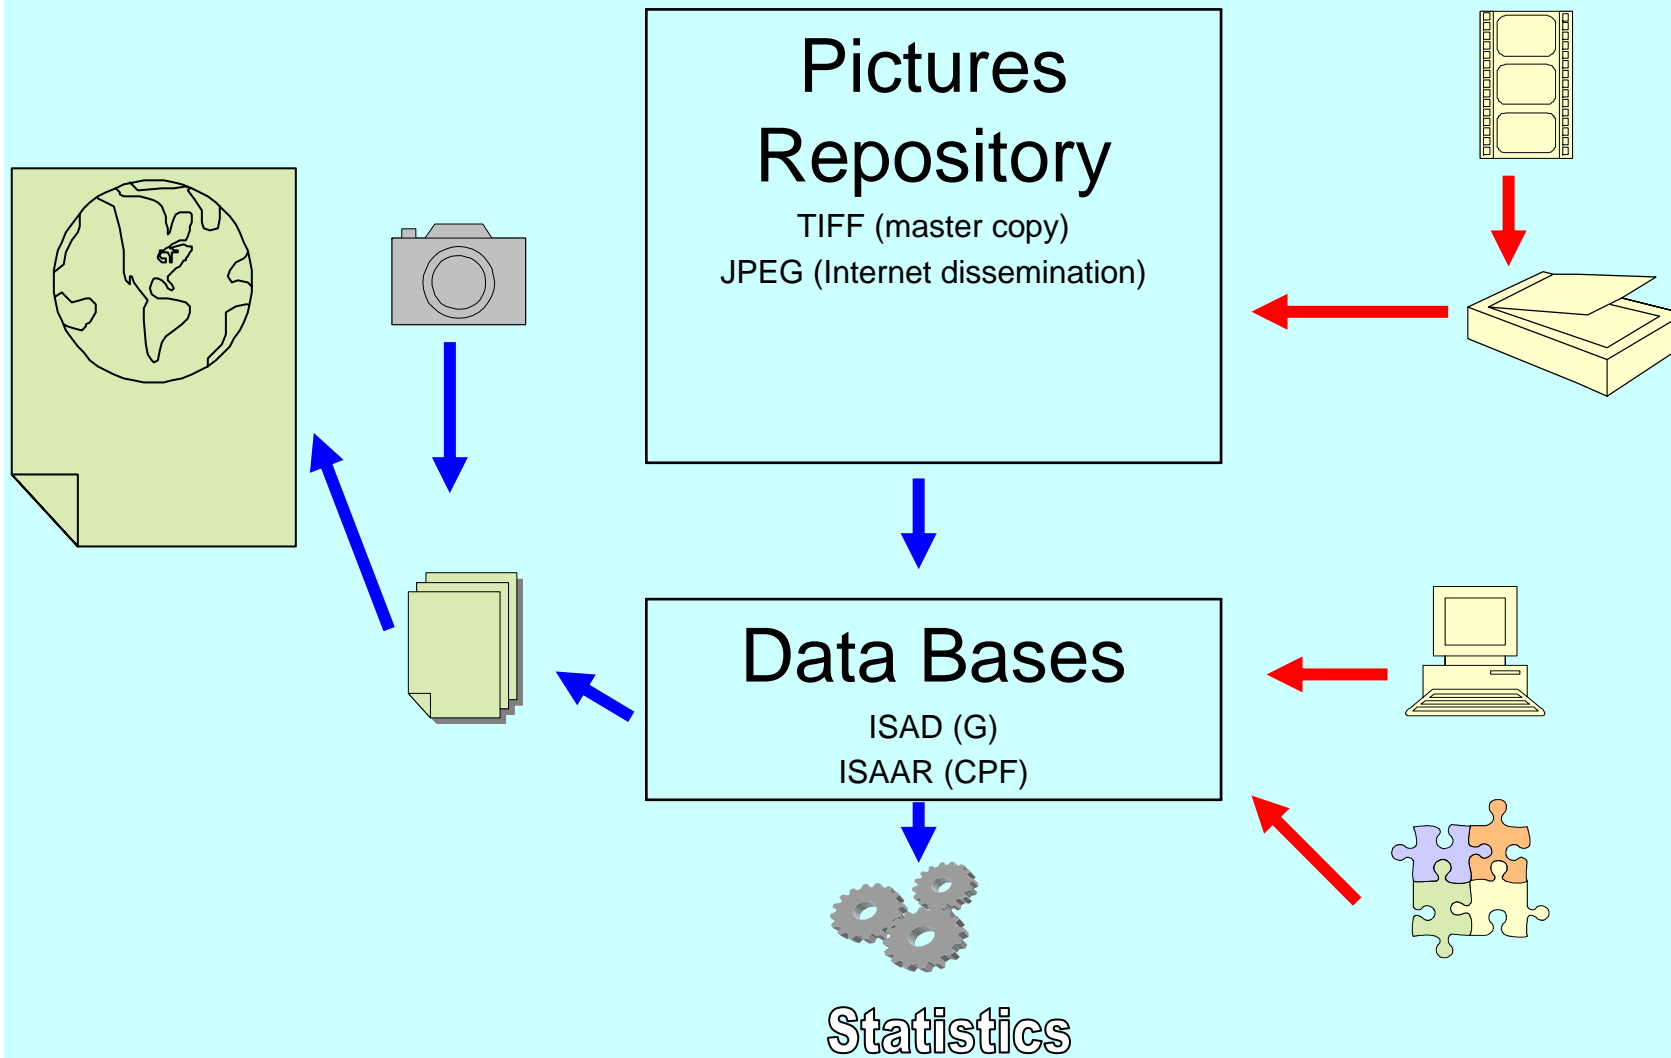 Pictures
Repository
TIFF (master copy)
JPEG (Internet dissemination)
Data Bases
ISAD (G)
ISAAR (CPF)
Statistics